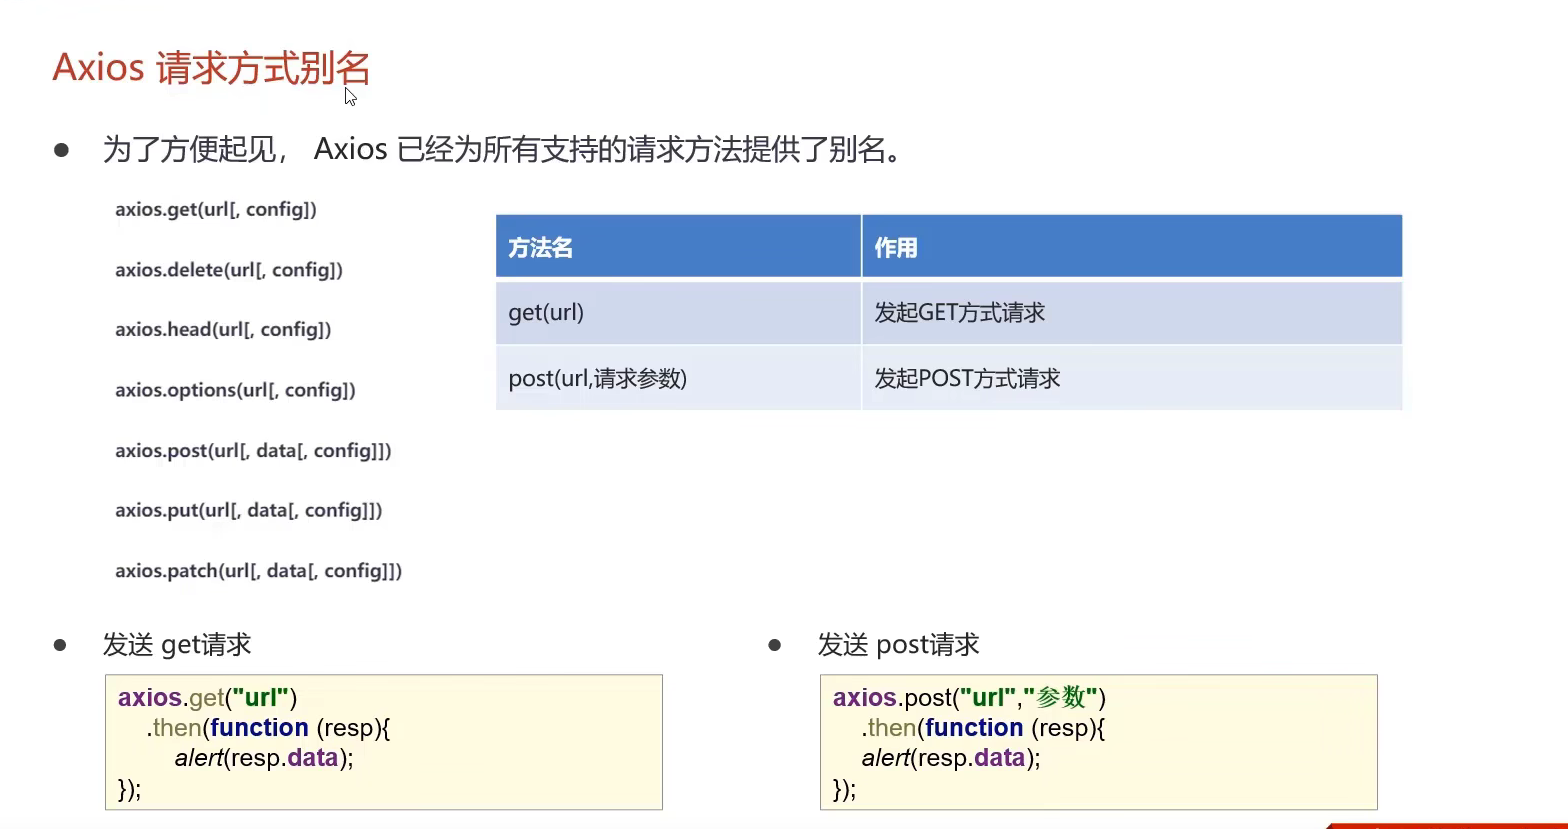 Axios 请求方式别名
● 为了方便起见， Axios 已经为所有支持的请求方法提供了别名。
axios.get(url[, config])
axios.delete(url[, config])
axios.head(url[, config])
axios.options(url[, config])
axios.post(url[, data[, config]])
axios.put(url[, data[, config]])
axios.patch(url[, data[, config]])
方法名 作用
get(url) 发起GET方式请求
post(url,请求参数) 发起POST方式请求
● 发送 get请求
axios.get("url")
.then(function (resp){
alert(resp.data);
});
● 发送 post请求
axios.post("url","参数")
.then(function (resp){
alert(resp.data);
});